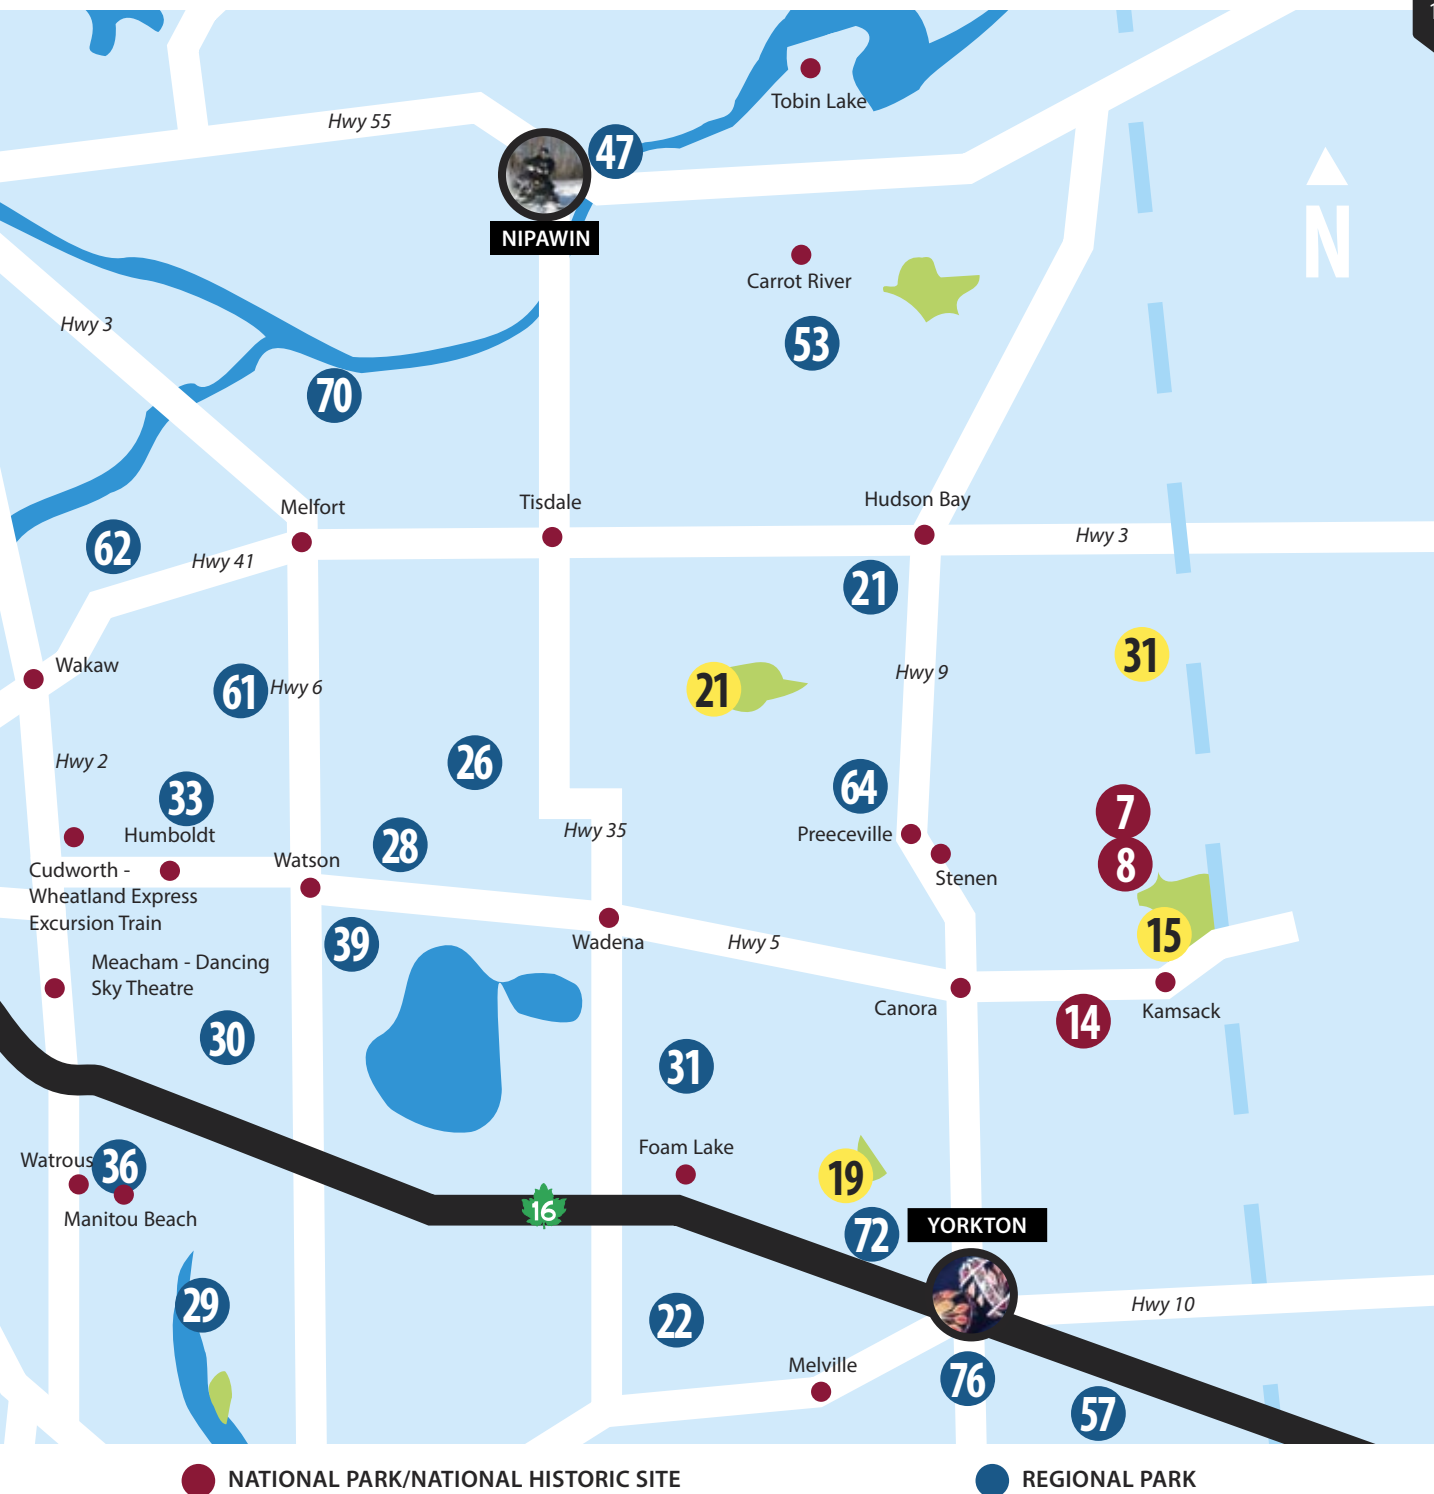 1
Tobin Lake
Hwy 55
47
NIPAWIN
N
Carrot River
Hwy 3
53
70
Melfort
Tisdale
Hudson Bay
Hwy 3
62
Hwy 41
21
31
Wakaw
61
Hwy 6
21
Hwy 9
Hwy 2
26
64
33
7
Humboldt
Hwy 35
Preeceville
28
Watson
8
Cudworth -
Wheatland Express
Excursion Train
Stenen
39
Wadena
Hwy 5
15
Meacham - Dancing
Sky Theatre
Canora
14
Kamsack
30
31
Foam Lake
Watrous
36
19
Manitou Beach
16
72
YORKTON
29
22
Hwy 10
Melville
76
57
NATIONAL PARK/NATIONAL HISTORIC SITE
REGIONAL PARK